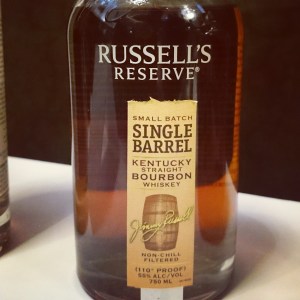 RUSSELL'S
RESERVE®
SMALL BATCH
SINGLE
BARREL
KENTUCKY
STRAIGHT
BOURBON
WHISKEY
NON-CHILL
FILTERED
(110° PROOF)
55% ALC/VOL.
750 ML